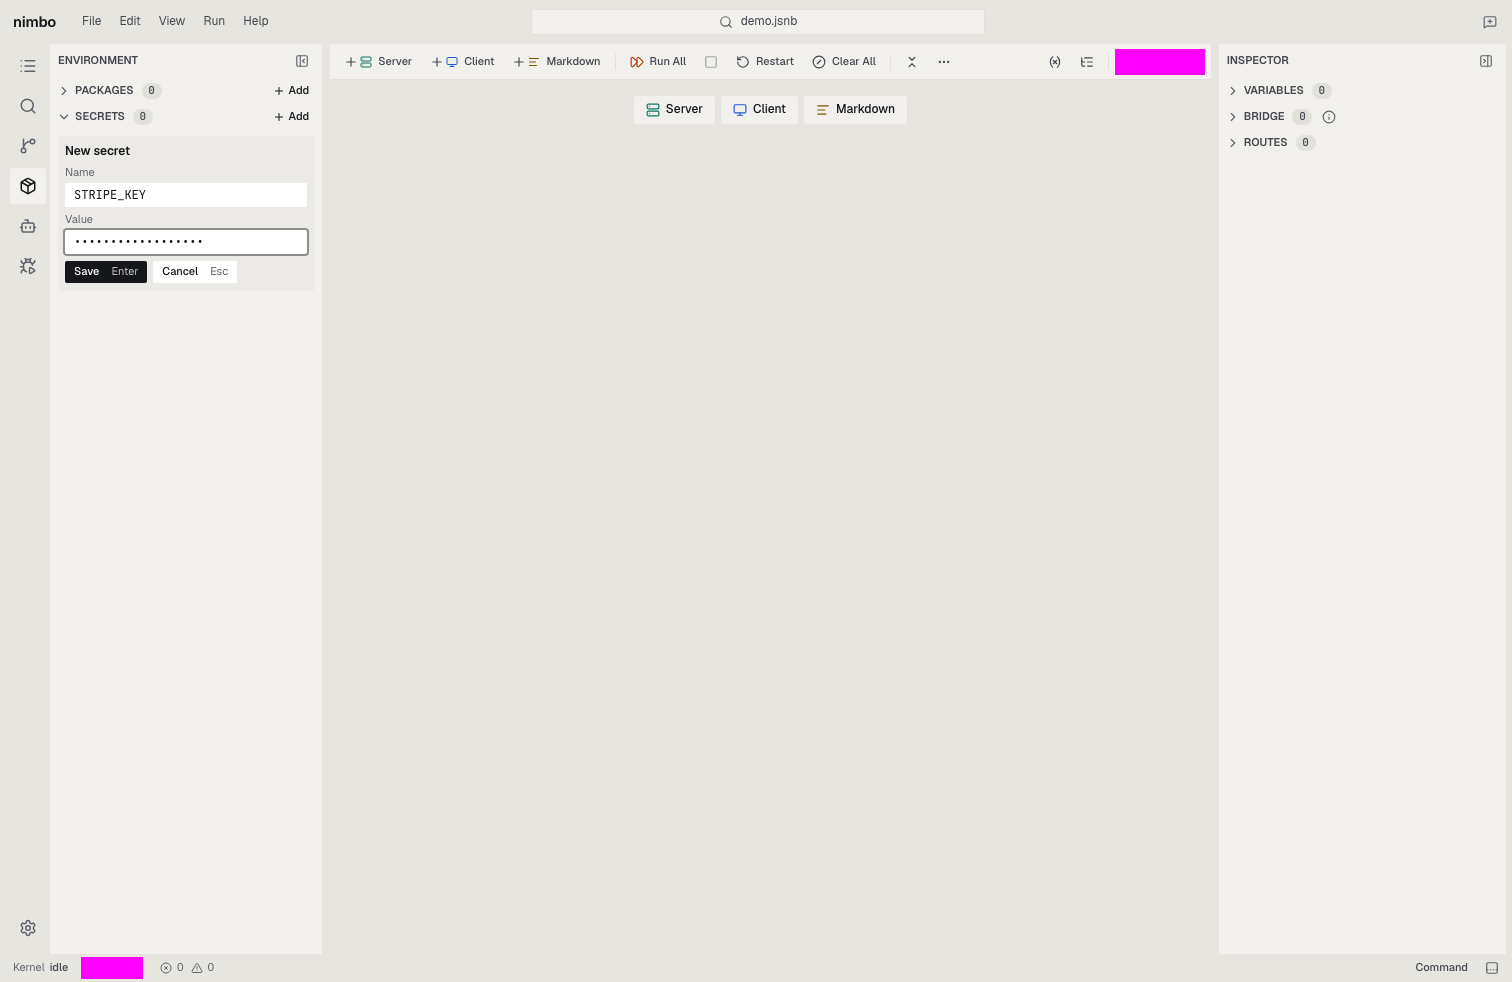 nimbo File Edit View Run Help demo.jsnb
ENVIRONMENT
PACKAGES 0 Add
SECRETS 0 Add
New secret
Name
STRIPE_KEY
Value
••••••••••••••••••
Save Enter Cancel Esc
Server Client Markdown Run All Restart Clear All
Server Client Markdown
INSPECTOR
VARIABLES 0
BRIDGE 0
ROUTES 0
Kernel idle 0 0 Command